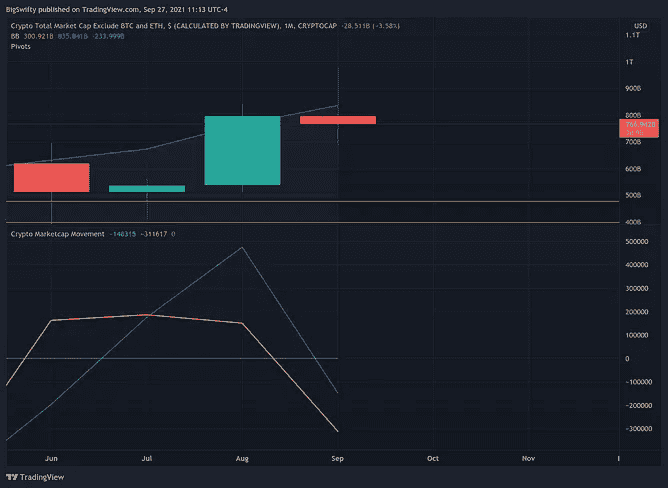 BigSwilty published on TradingView.com, Sep 27, 2021 11:13 UTC-4
Crypto Total Market Cap Exclude BTC and ETH, $ (CALCULATED BY TRADINGVIEW), 1M, CRYPTOCAP -28.511B (-3.58%)
USD
BB 300.921B 835.841B -233.999B
Pivots
1.1T
1T
900B
800B
700B
600B
500B
400B
Crypto Marketcap Movement -140315 -311617 0
500000
400000
300000
200000
100000
0
-100000
-200000
-300000
Jun Jul Aug Sep Oct Nov
TradingView